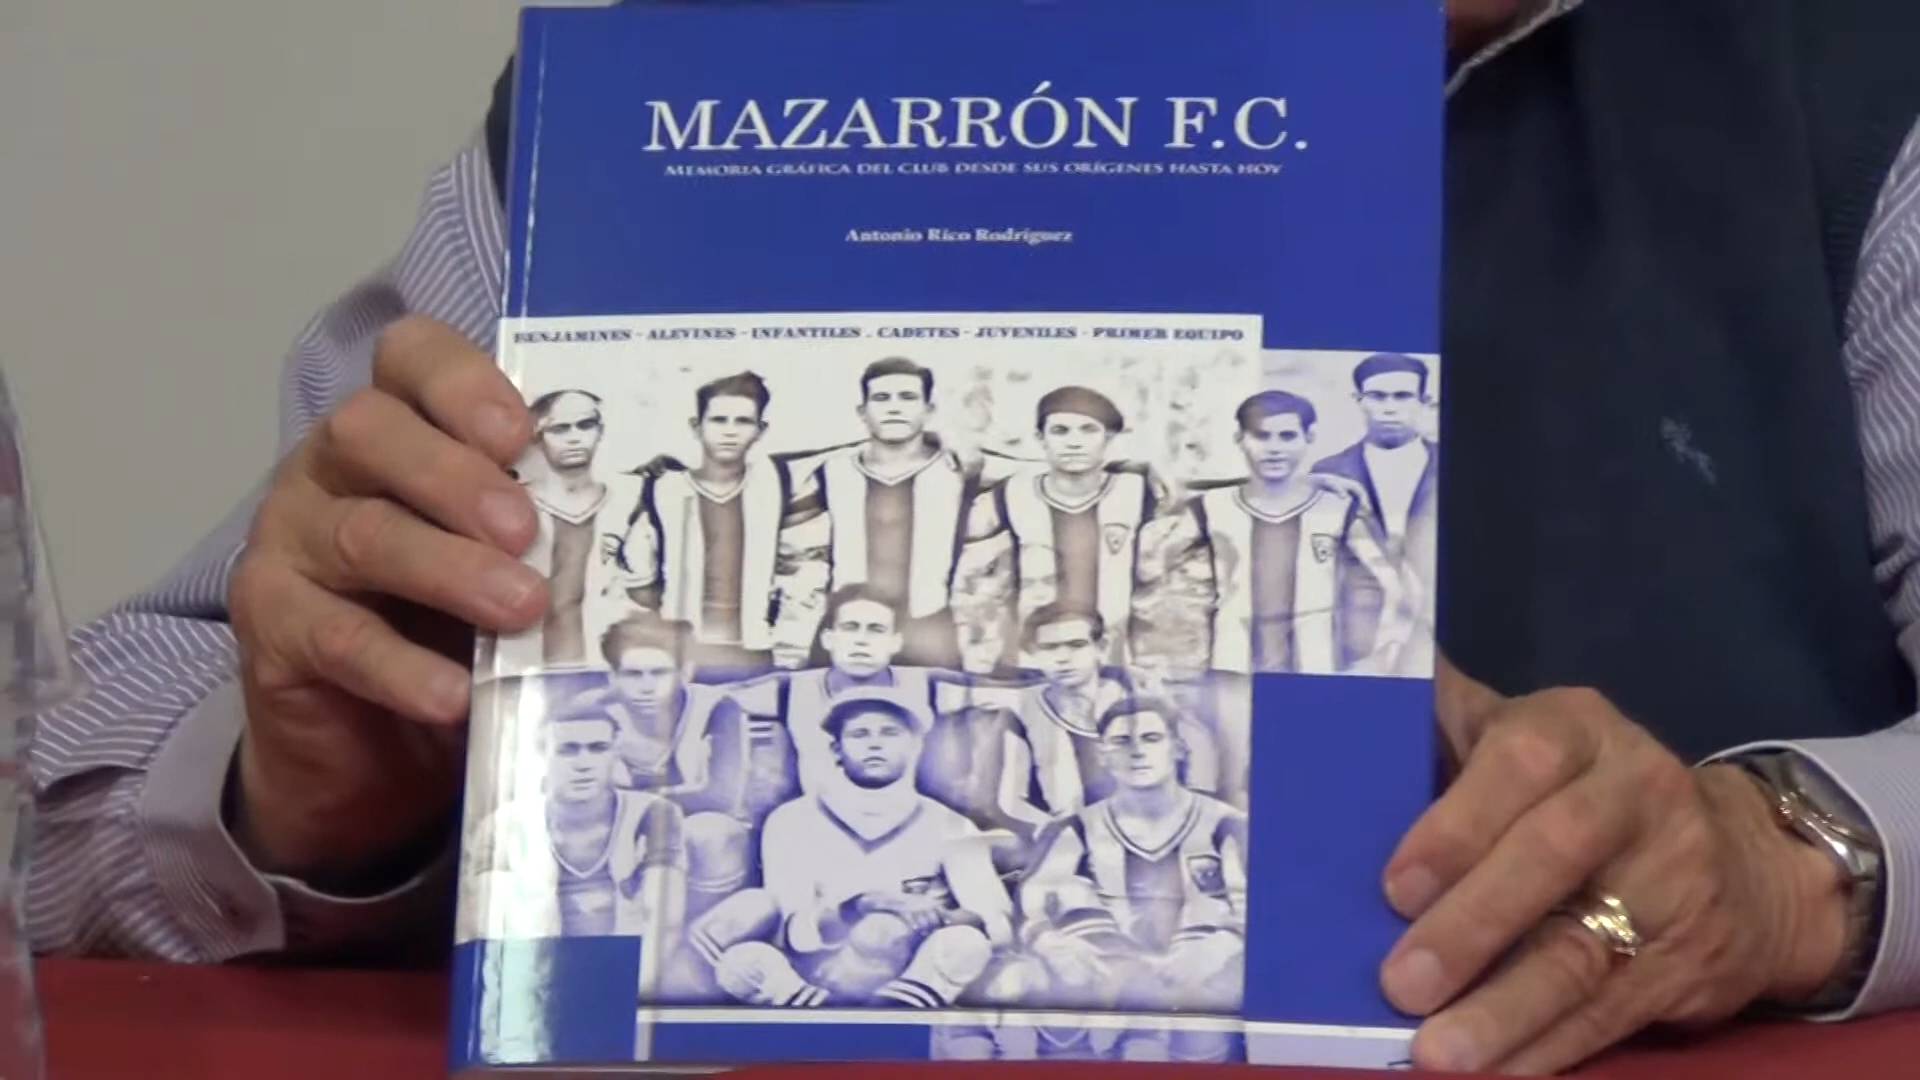 MAZARRÓN F.C.
MEMORIA GRÁFICA DEL CLUB DESDE SUS ORÍGENES HASTA HOY
Antonio Rico Rodríguez
BENJAMINES - ALEVINES - INFANTILES . CADETES - JUVENILES - PRIMER EQUIPO